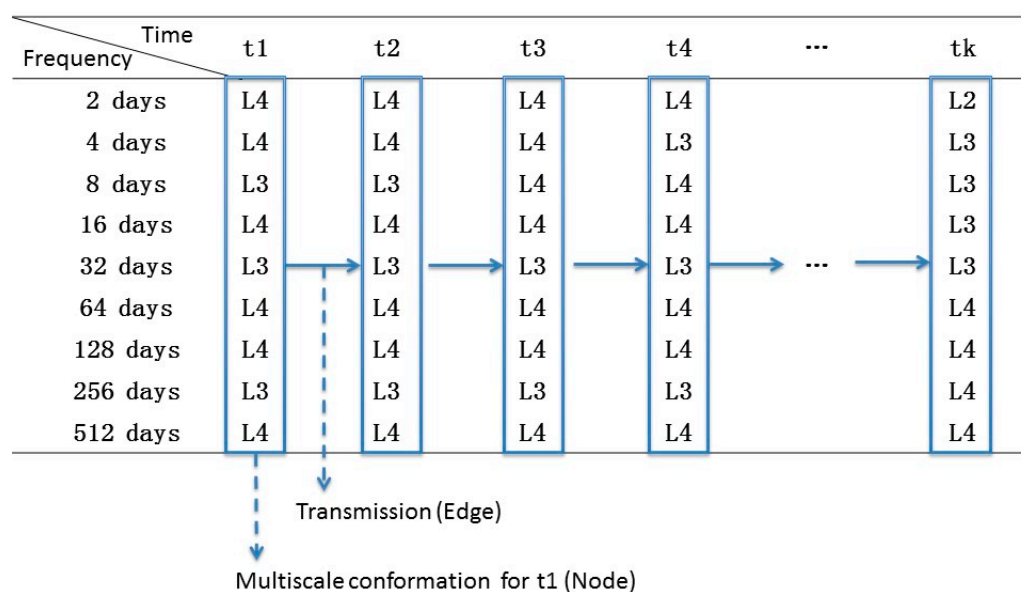 Time
Frequency t1 t2 t3 t4 ... tk
2 days L4 L4 L4 L4 L2
4 days L4 L4 L4 L3 L3
8 days L3 L3 L4 L4 L3
16 days L4 L4 L4 L4 L3
32 days L3 L3 L3 L3 ... L3
64 days L4 L4 L4 L4 L4
128 days L4 L4 L4 L4 L4
256 days L3 L3 L3 L3 L4
512 days L4 L4 L4 L4 L4
Transmission (Edge)
Multiscale conformation for t1 (Node)